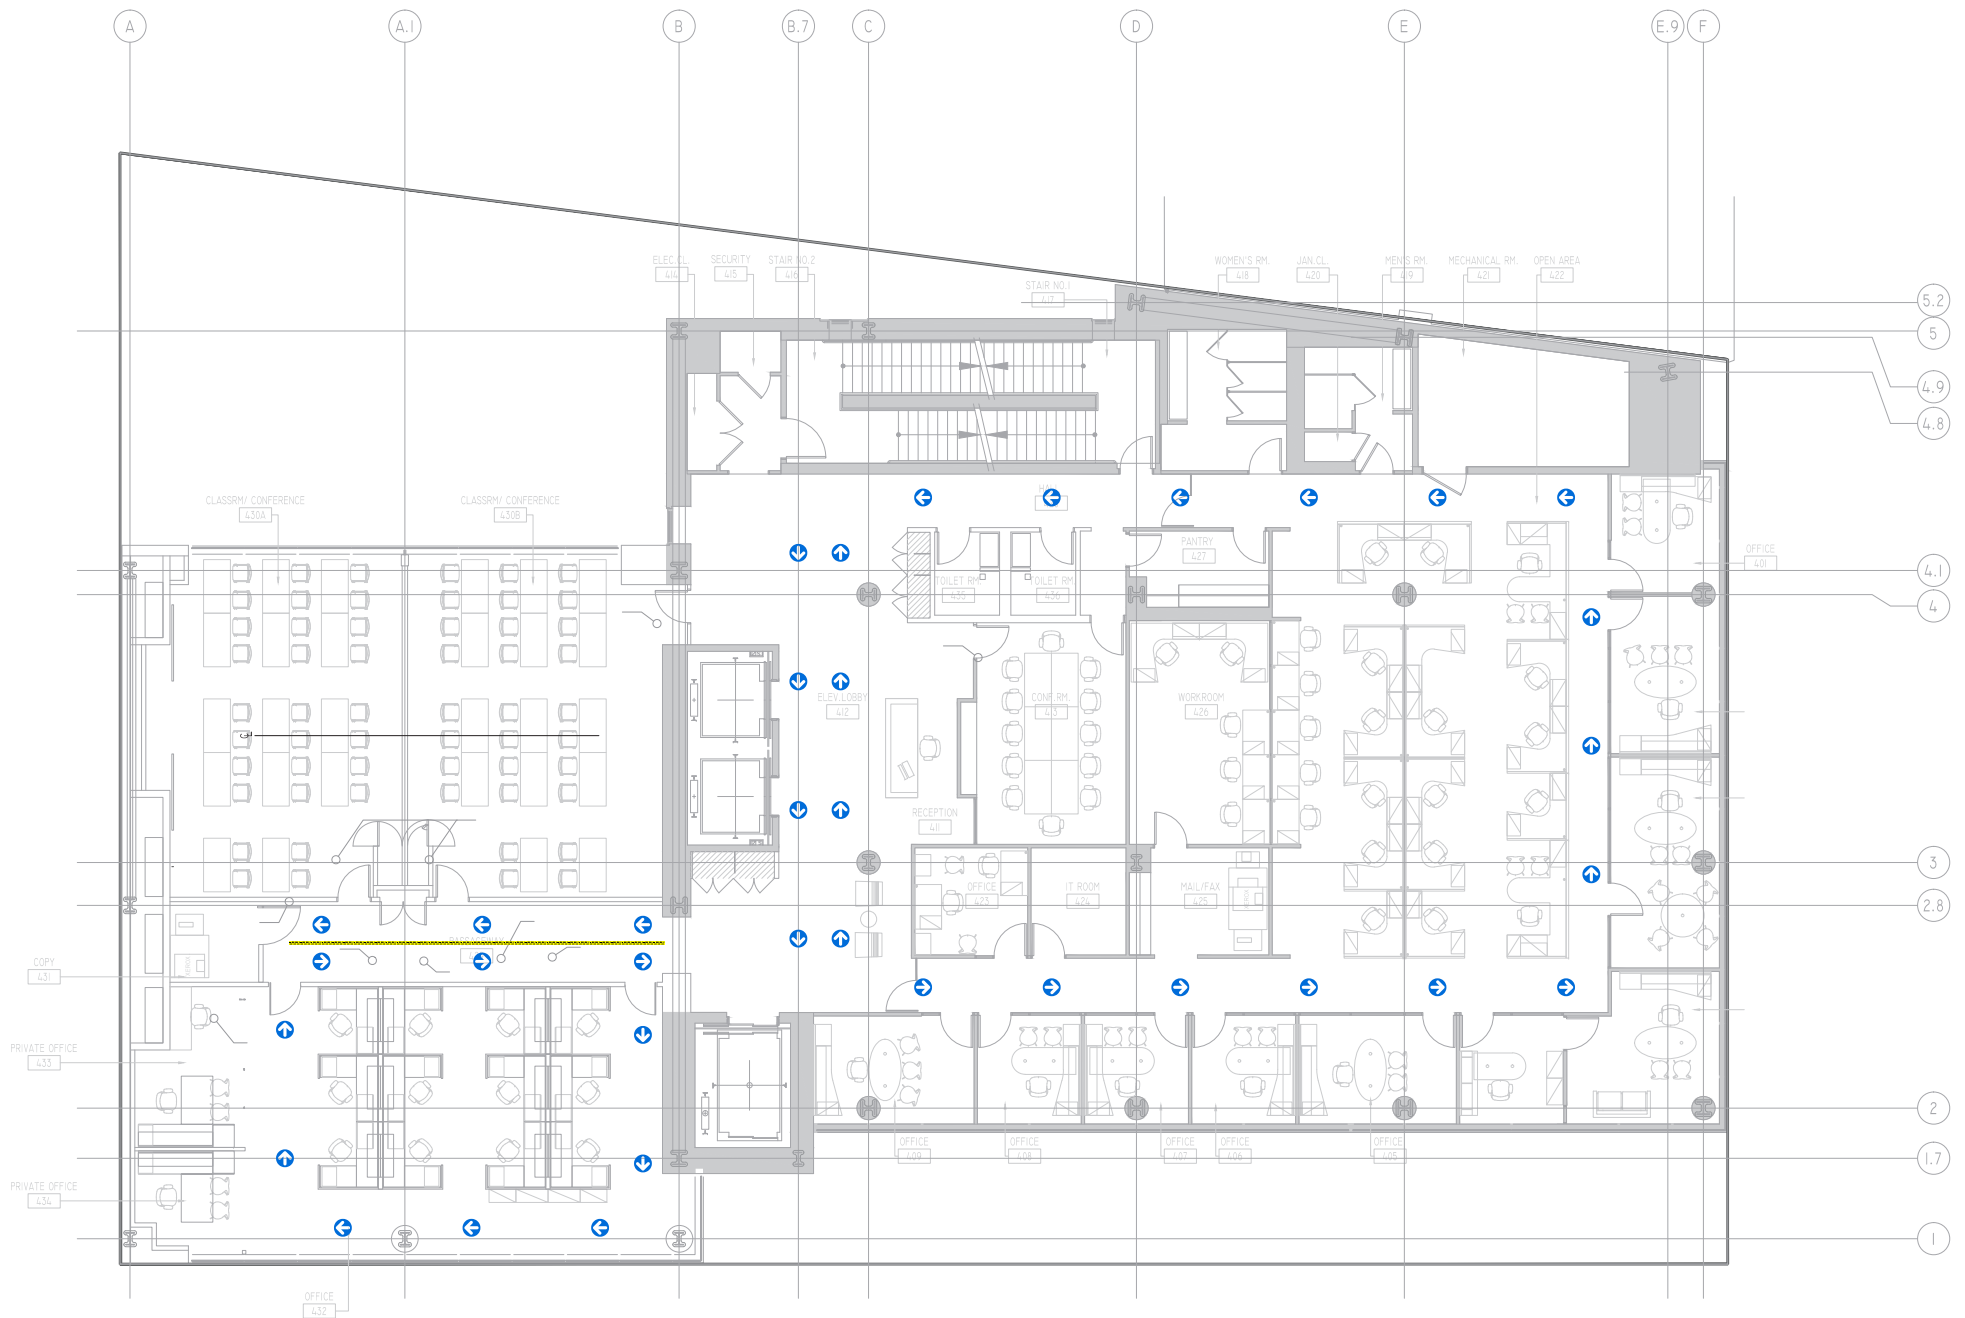 A A.1 B B.7 C D E E.9 F
ELEC.CL. SECURITY STAIR NO.2 WOMEN'S RM. JAN.CL. MEN'S RM. MECHANICAL RM. OPEN AREA
414 415 416 418 420 419 421 422
STAIR NO.1
417
5.2
5
4.9
4.8
CLASSRM/ CONFERENCE CLASSRM/ CONFERENCE
430A 430B
PANTRY
427
OFFICE
401
4.1
TOILET RM. TOILET RM.
435 436
4
ELEV.LOBBY CONF.RM. WORKROOM
412 413 426
RECEPTION
411
3
OFFICE IT ROOM MAIL/FAX
423 424 425
2.8
COPY
431
PRIVATE OFFICE
433
2
OFFICE OFFICE OFFICE OFFICE OFFICE
409 408 407 406 405
1.7
PRIVATE OFFICE
434
1
OFFICE
432